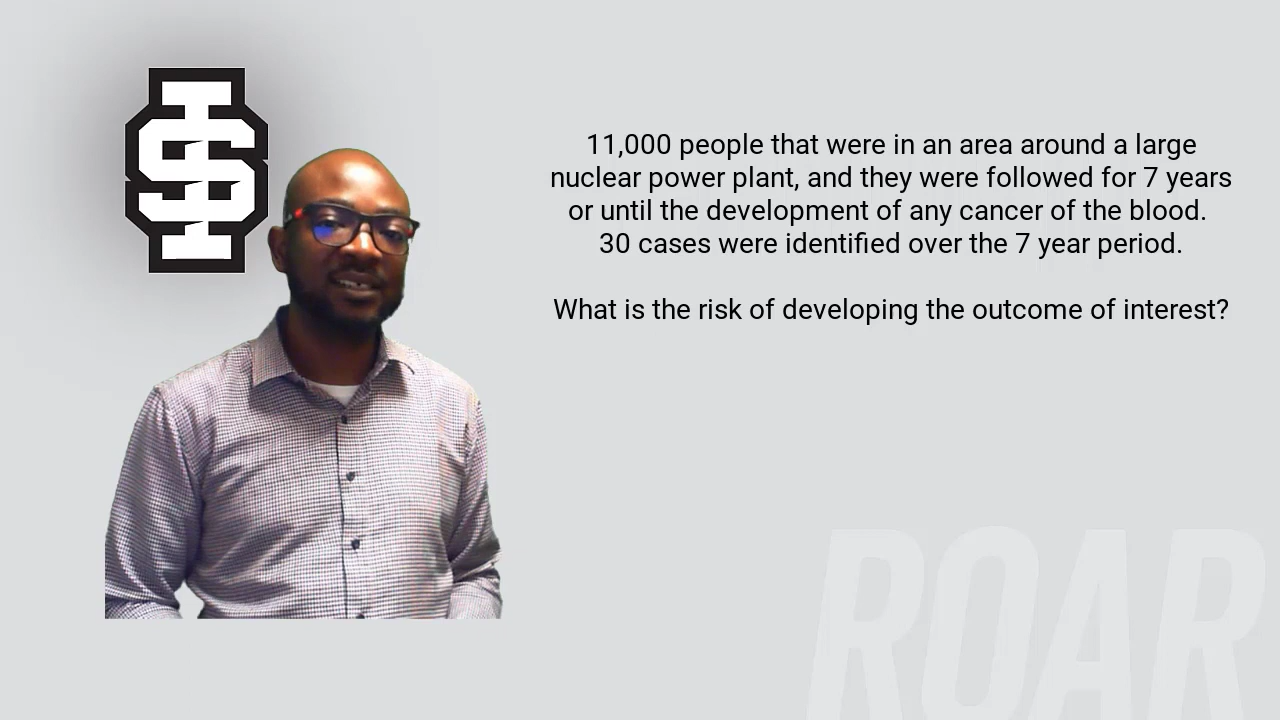 IS
11,000 people that were in an area around a large
nuclear power plant, and they were followed for 7 years
or until the development of any cancer of the blood.
30 cases were identified over the 7 year period.
What is the risk of developing the outcome of interest?
ROAR